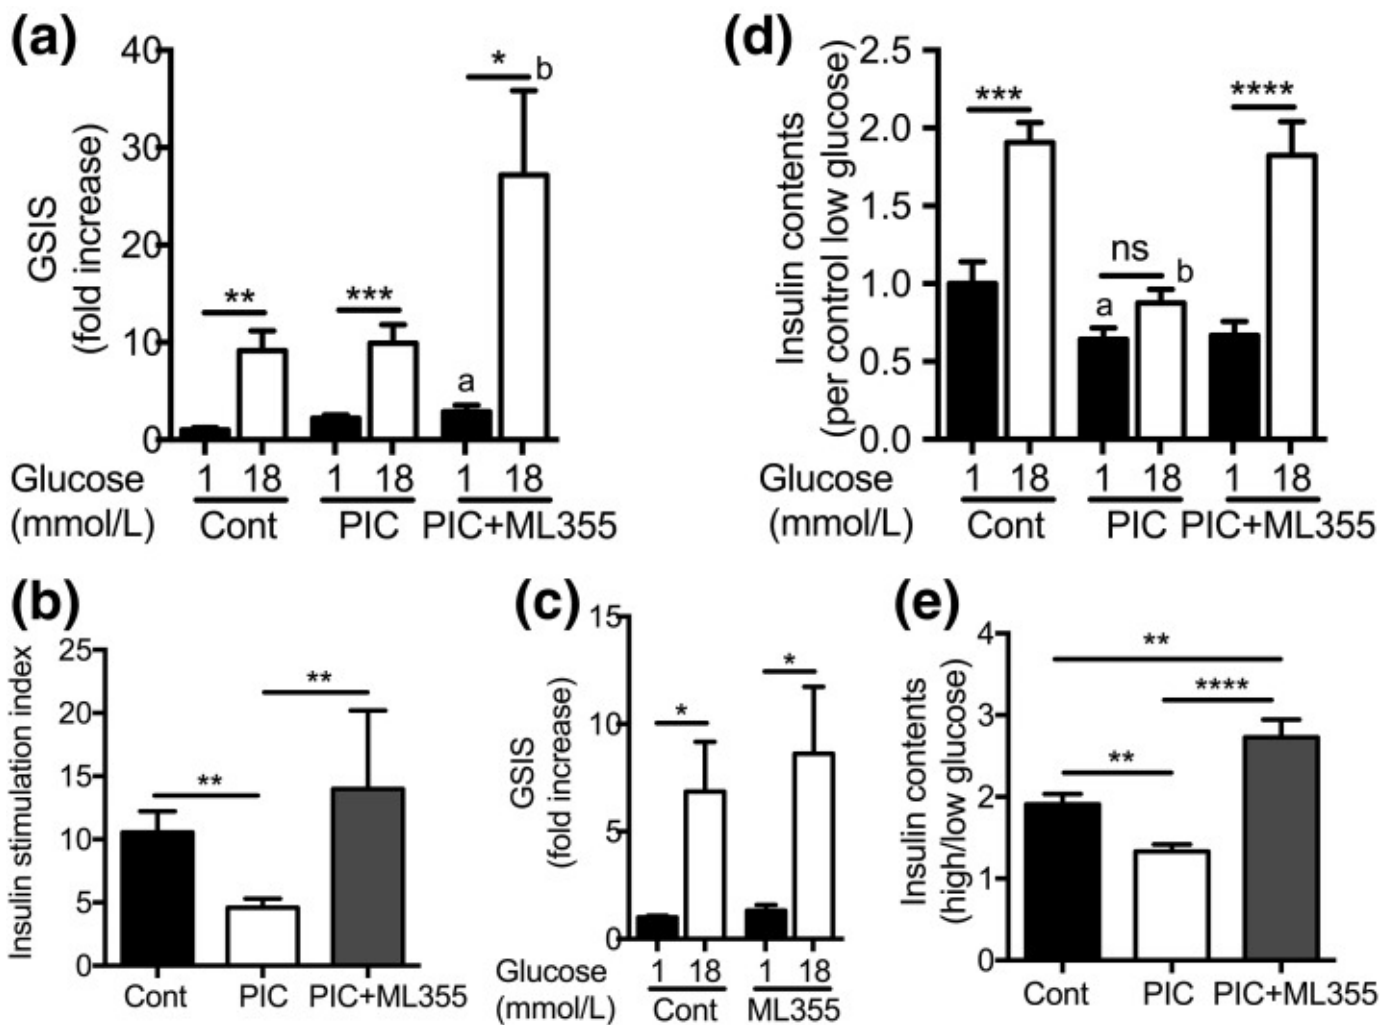 (a)
GSIS
(fold increase)
40
30
20
10
0
**
***
*
b
a
Glucose
(mmol/L)
1 18 1 18 1 18
Cont PIC PIC+ML355
(d)
Insulin contents
(per control low glucose)
2.5
2.0
1.5
1.0
0.5
0.0
***
ns
a
b
****
Glucose
(mmol/L)
1 18 1 18 1 18
Cont PIC PIC+ML355
(b)
Insulin stimulation index
25
20
15
10
5
0
**
**
Cont PIC PIC+ML355
(c)
GSIS
(fold increase)
15
10
5
0
*
*
Glucose
(mmol/L)
1 18 1 18
Cont ML355
(e)
Insulin contents
(high/low glucose)
4
3
2
1
0
**
****
**
Cont PIC PIC+ML355